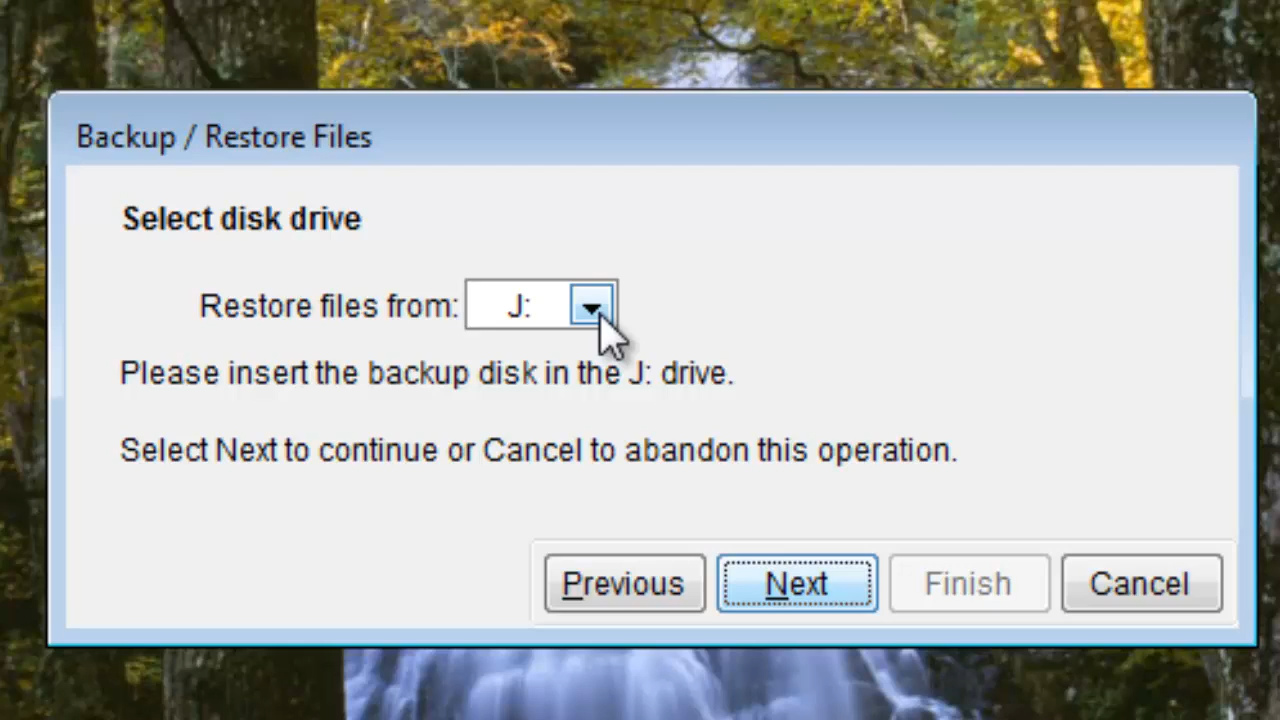 Backup / Restore Files
Select disk drive
Restore files from: J:
Please insert the backup disk in the J: drive.
Select Next to continue or Cancel to abandon this operation.
Previous Next Finish Cancel